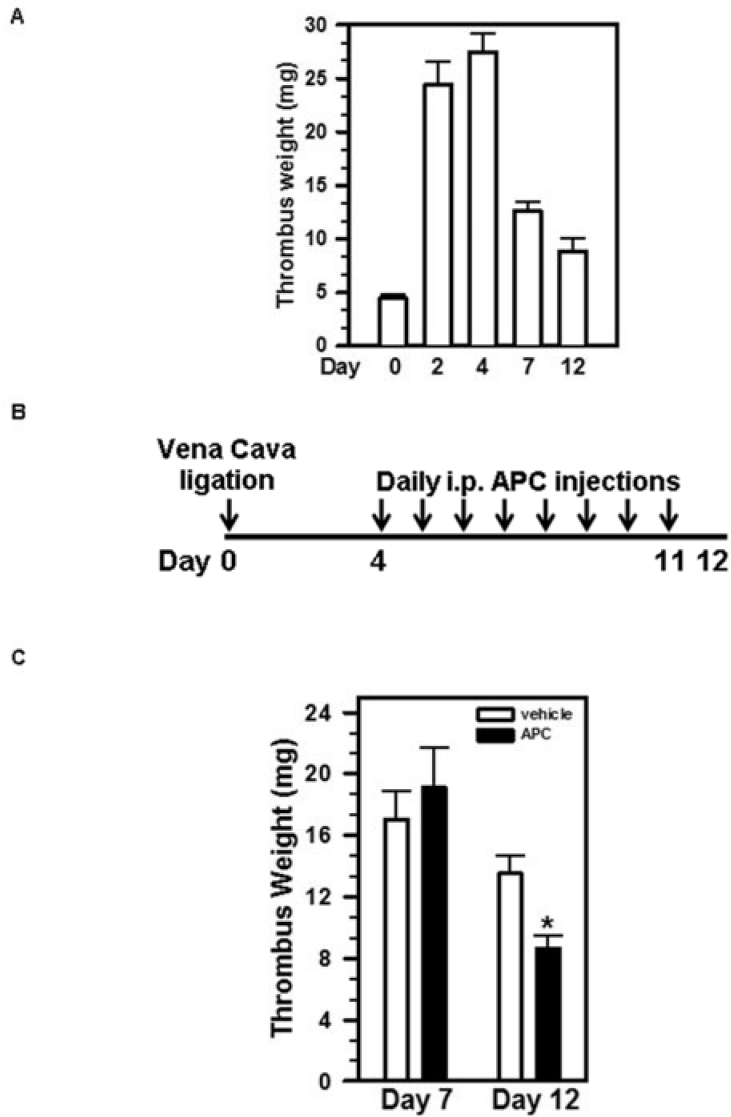 A
Thrombus weight (mg)
30
25
20
15
10
5
0
Day 0 2 4 7 12
B
Vena Cava
ligation
Daily i.p. APC injections
Day 0 4 11 12
C
Thrombus Weight (mg)
24
20
16
12
8
4
0
vehicle
APC
*
Day 7 Day 12